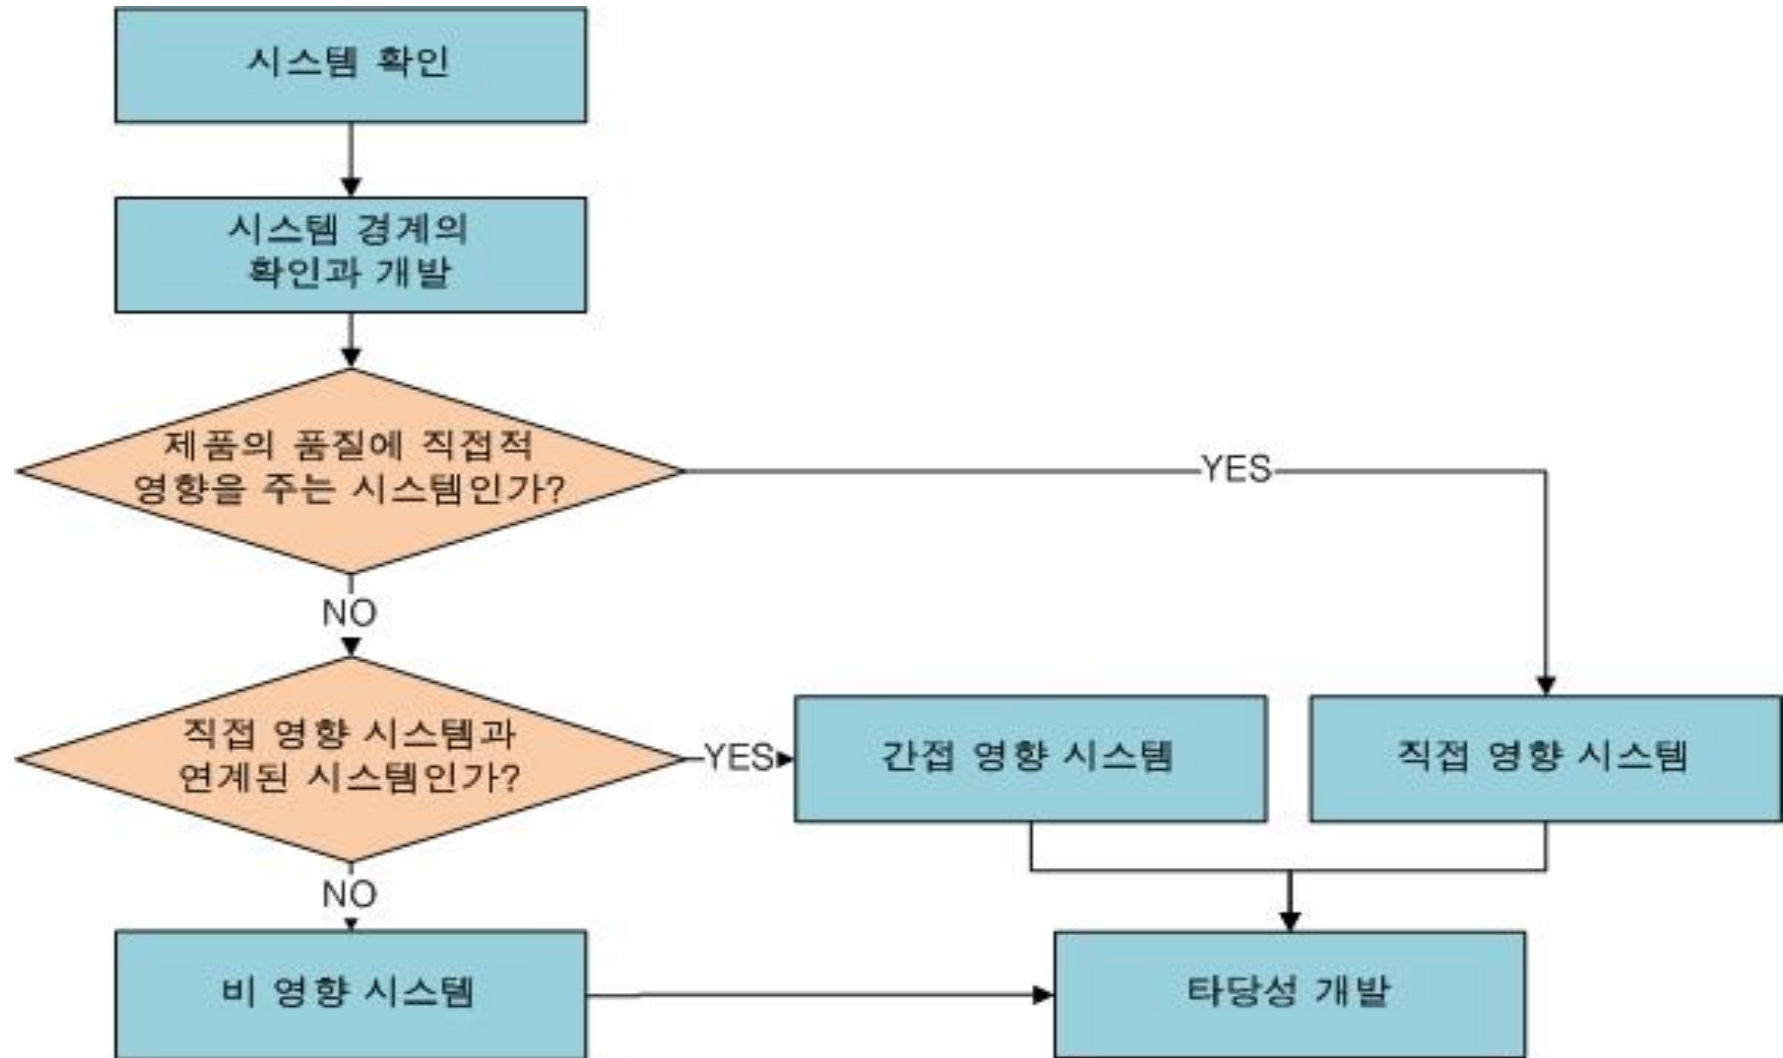 시스템 확인
시스템 경계의
확인과 개발
제품의 품질에 직접적
영향을 주는 시스템인가?
YES
NO
직접 영향 시스템과
연계된 시스템인가?
YES
간접 영향 시스템
직접 영향 시스템
NO
비 영향 시스템
타당성 개발